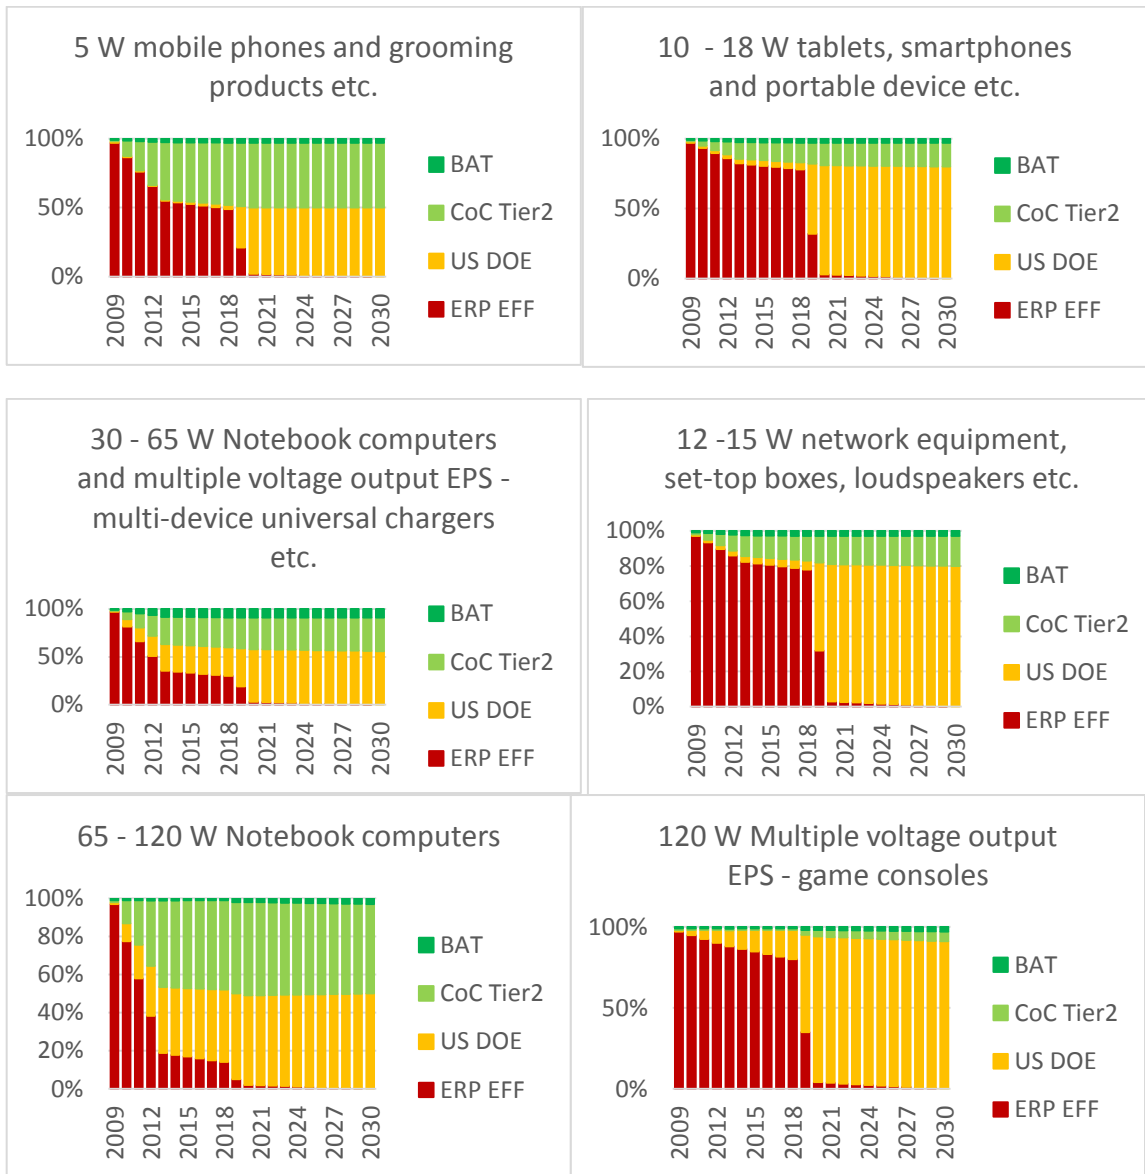 5 W mobile phones and grooming
products etc.
100%
50%
0%
2009
2012
2015
2018
2021
2024
2027
2030
BAT
CoC Tier2
US DOE
ERP EFF
10 - 18 W tablets, smartphones
and portable device etc.
100%
50%
0%
2009
2012
2015
2018
2021
2024
2027
2030
BAT
CoC Tier2
US DOE
ERP EFF
30 - 65 W Notebook computers
and multiple voltage output EPS -
multi-device universal chargers
etc.
100%
50%
0%
2009
2012
2015
2018
2021
2024
2027
2030
BAT
CoC Tier2
US DOE
ERP EFF
12 -15 W network equipment,
set-top boxes, loudspeakers etc.
100%
80%
60%
40%
20%
0%
2009
2012
2015
2018
2021
2024
2027
2030
BAT
CoC Tier2
US DOE
ERP EFF
65 - 120 W Notebook computers
100%
80%
60%
40%
20%
0%
2009
2012
2015
2018
2021
2024
2027
2030
BAT
CoC Tier2
US DOE
ERP EFF
120 W Multiple voltage output
EPS - game consoles
100%
50%
0%
2009
2012
2015
2018
2021
2024
2027
2030
BAT
CoC Tier2
US DOE
ERP EFF